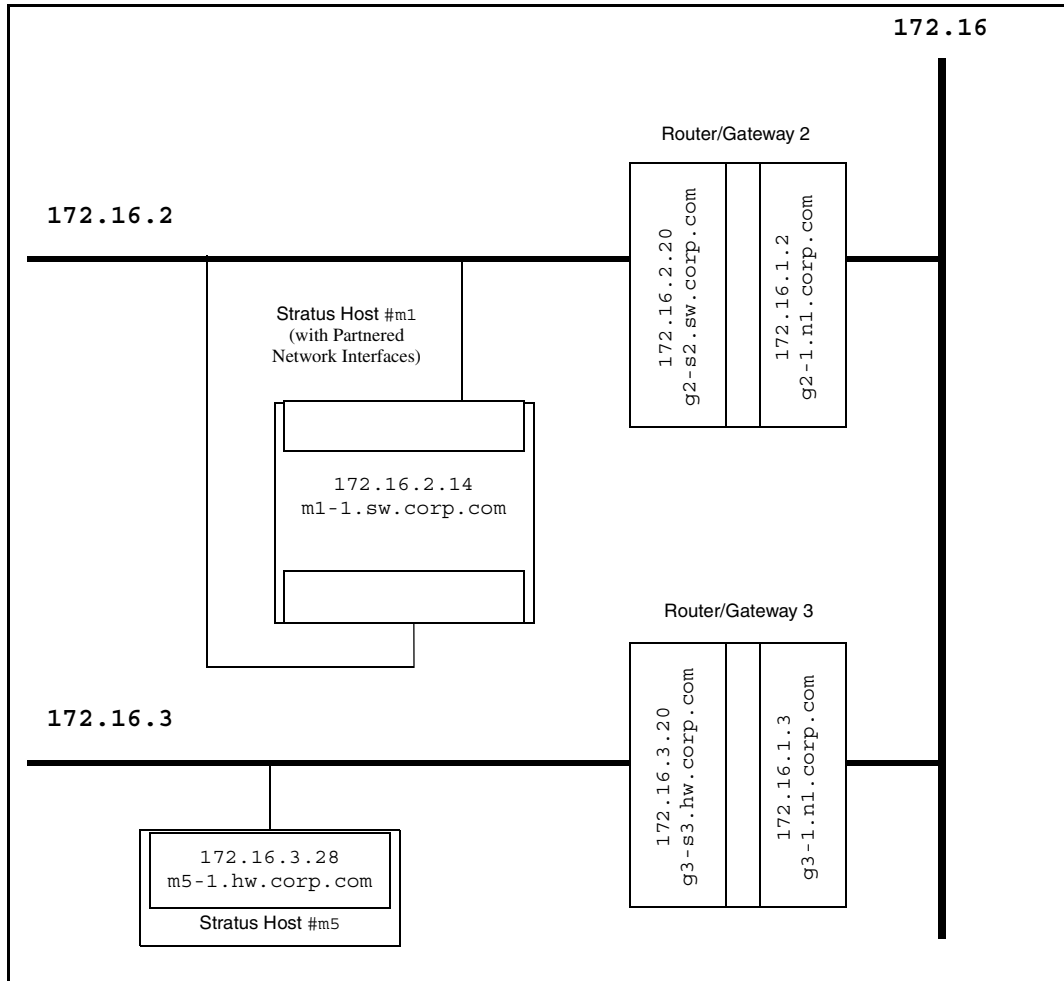 172.16
Router/Gateway 2
172.16.2
172.16.2.20
g2-s2.sw.corp.com
172.16.1.2
g2-1.n1.corp.com
Stratus Host #m1
(with Partnered
Network Interfaces)
172.16.2.14
m1-1.sw.corp.com
Router/Gateway 3
172.16.3
172.16.3.20
g3-s3.hw.corp.com
172.16.1.3
g3-1.n1.corp.com
172.16.3.28
m5-1.hw.corp.com
Stratus Host #m5